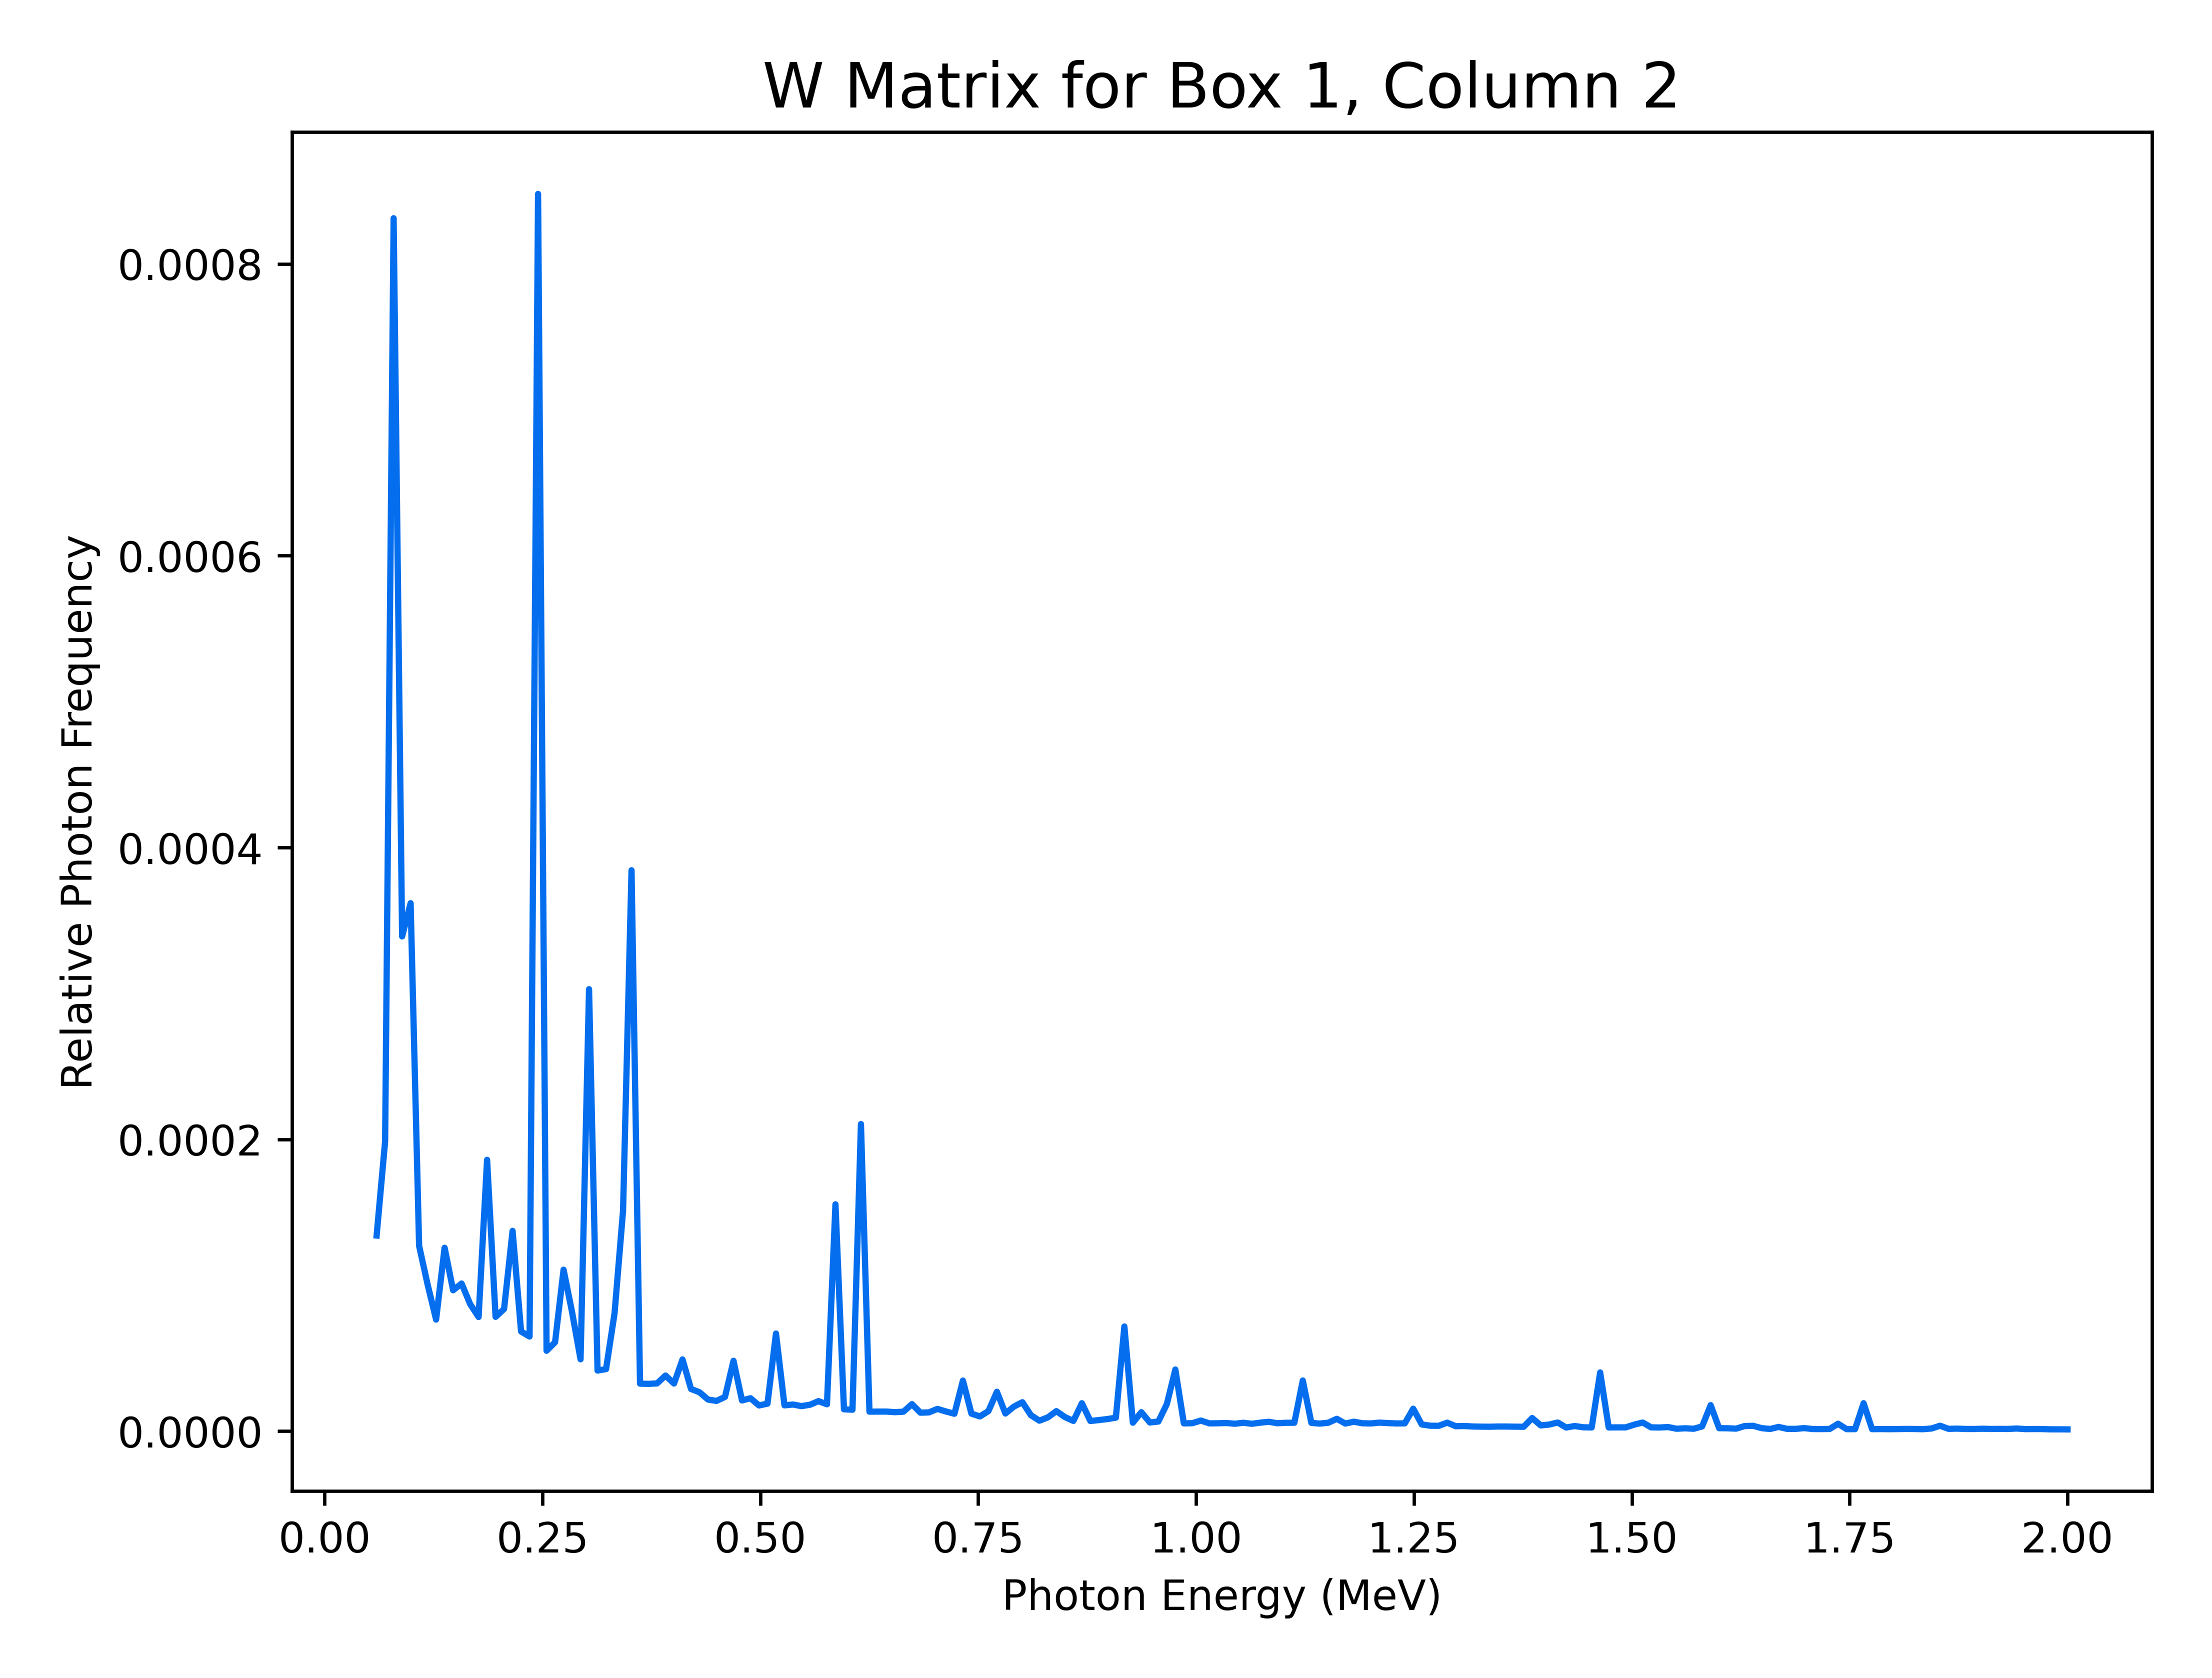 W Matrix for Box 1, Column 2
Relative Photon Frequency
0.0008
0.0006
0.0004
0.0002
0.0000
0.00 0.25 0.50 0.75 1.00 1.25 1.50 1.75 2.00
Photon Energy (MeV)